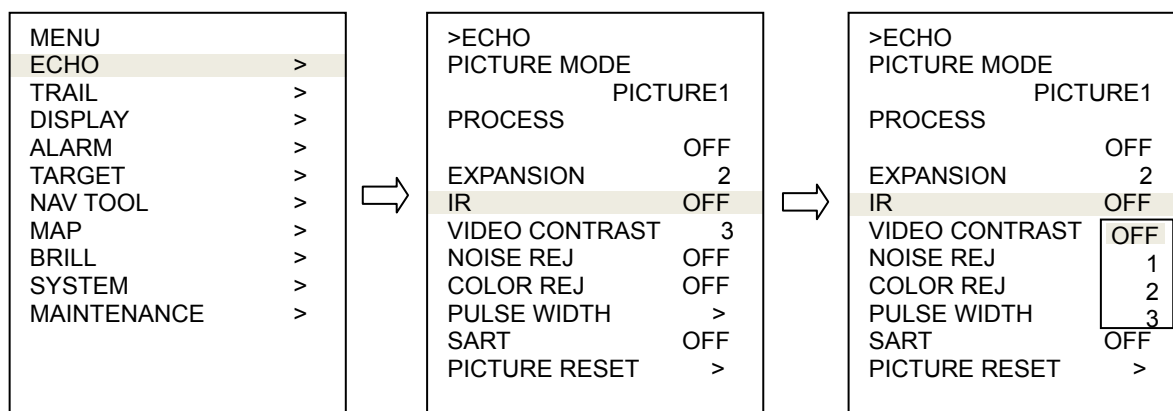 MENU
ECHO >
TRAIL >
DISPLAY >
ALARM >
TARGET >
NAV TOOL >
MAP >
BRILL >
SYSTEM >
MAINTENANCE >
>ECHO
PICTURE MODE
PICTURE1
PROCESS
OFF
EXPANSION 2
IR OFF
VIDEO CONTRAST 3
NOISE REJ OFF
COLOR REJ OFF
PULSE WIDTH >
SART OFF
PICTURE RESET >
>ECHO
PICTURE MODE
PICTURE1
PROCESS
OFF
EXPANSION 2
IR OFF
VIDEO CONTRAST OFF
NOISE REJ 1
COLOR REJ 2
PULSE WIDTH 3
SART OFF
PICTURE RESET >